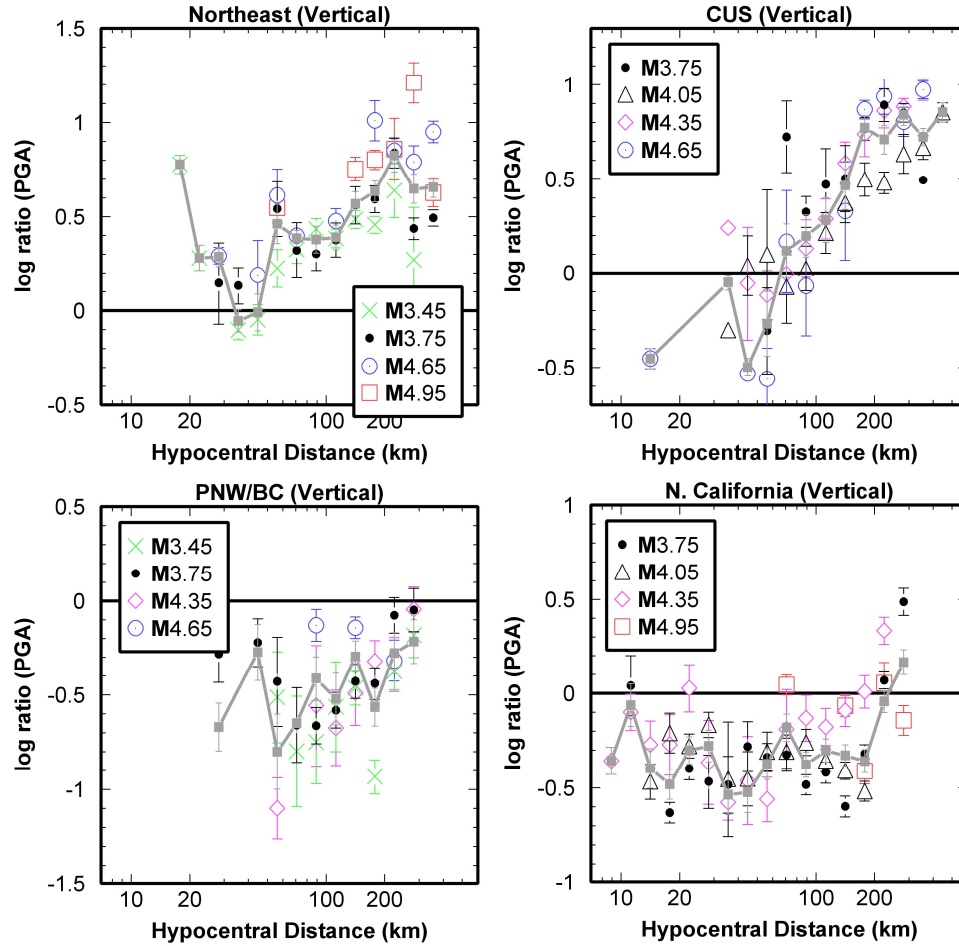 Northeast (Vertical)
1.5
1
0.5
0
-0.5
log ratio (PGA)
M3.45
M3.75
M4.65
M4.95
10 20 100 200
Hypocentral Distance (km)
CUS (Vertical)
1
0.5
0
-0.5
log ratio (PGA)
M3.75
M4.05
M4.35
M4.65
10 20 100 200
Hypocentral Distance (km)
PNW/BC (Vertical)
0.5
0
-0.5
-1
-1.5
log ratio (PGA)
M3.45
M3.75
M4.35
M4.65
10 20 100 200
Hypocentral Distance (km)
N. California (Vertical)
1
0.5
0
-0.5
-1
log ratio (PGA)
M3.75
M4.05
M4.35
M4.95
10 20 100 200
Hypocentral Distance (km)